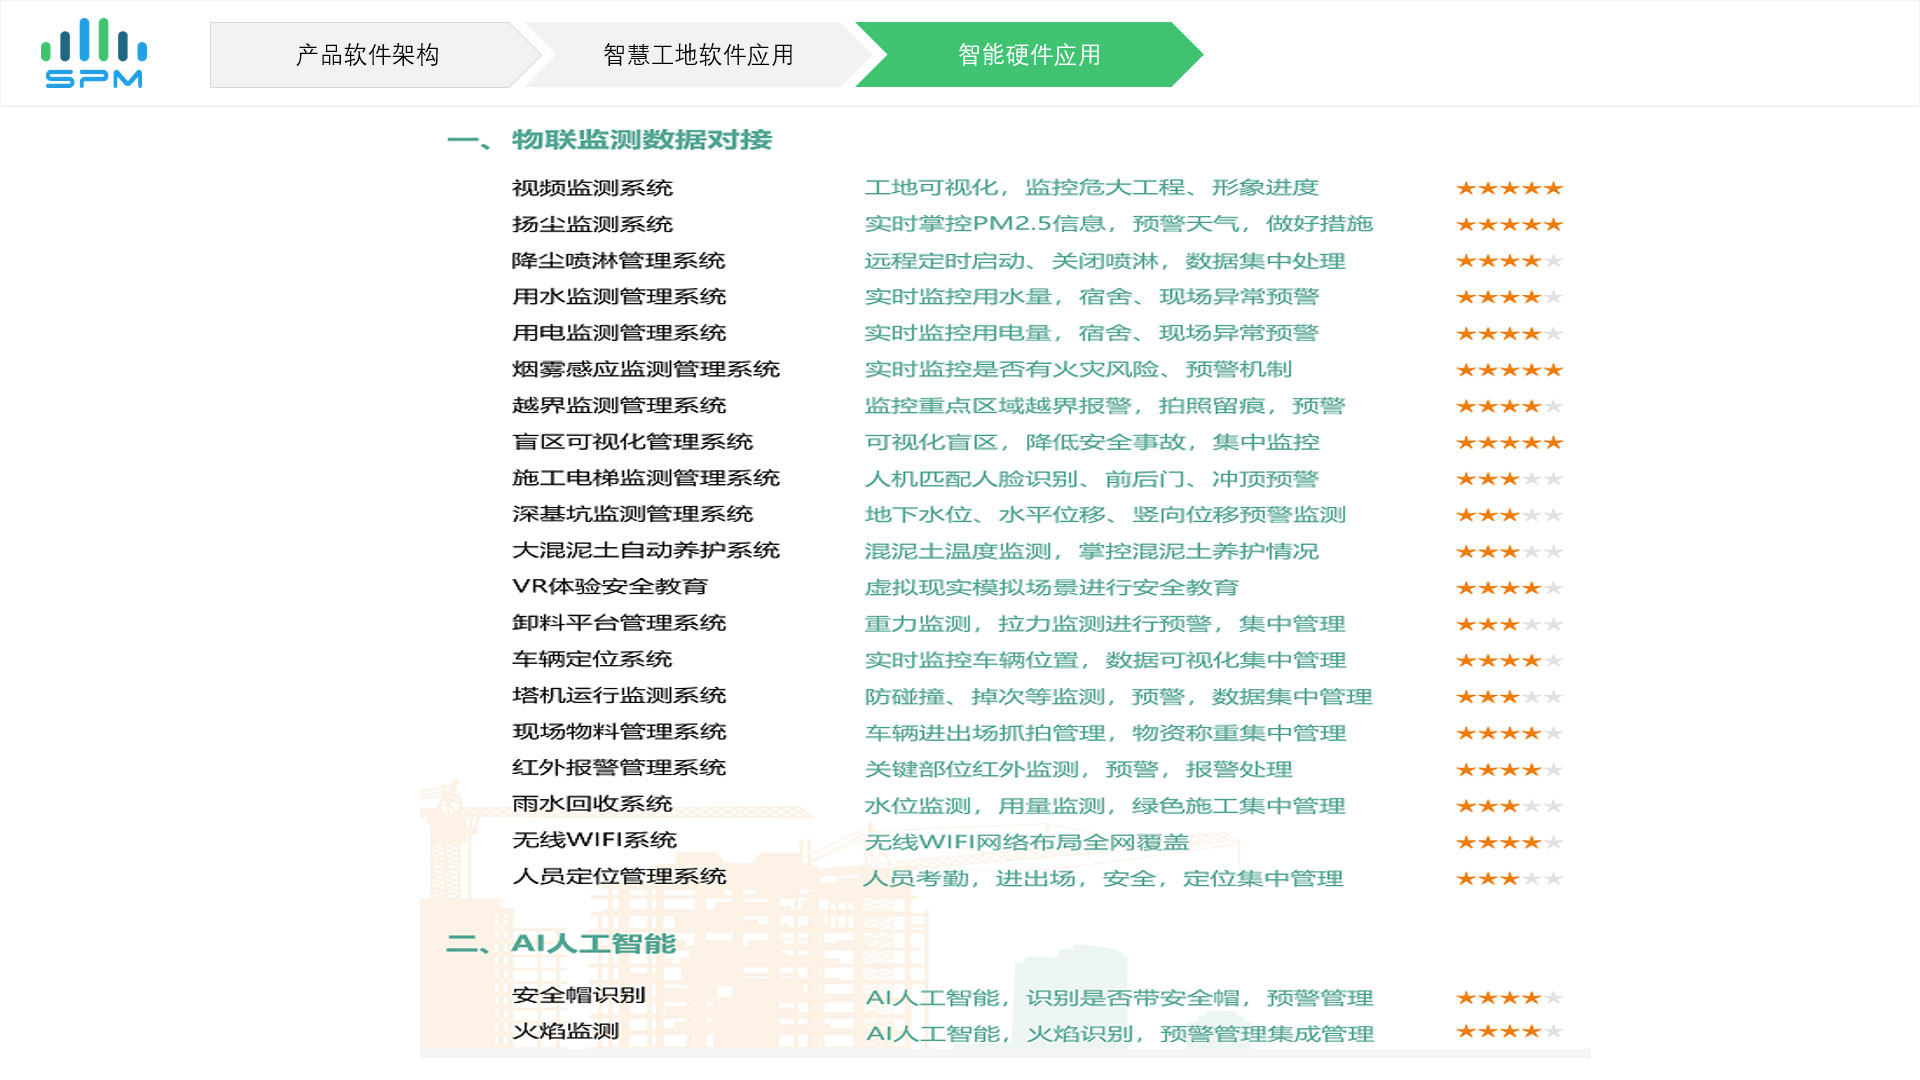 SPM
产品软件架构
智慧工地软件应用
智能硬件应用
一、物联监测数据对接
视频监测系统 工地可视化，监控危大工程、形象进度 ★★★★★
扬尘监测系统 实时掌控PM2.5信息，预警天气，做好措施 ★★★★★
降尘喷淋管理系统 远程定时启动、关闭喷淋，数据集中处理 ★★★★★
用水监测管理系统 实时监控用水量，宿舍、现场异常预警 ★★★★★
用电监测管理系统 实时监控用电量，宿舍、现场异常预警 ★★★★★
烟雾感应监测管理系统 实时监控是否有火灾风险、预警机制 ★★★★★
越界监测管理系统 监控重点区域越界报警，拍照留痕，预警 ★★★★★
盲区可视化管理系统 可视化盲区，降低安全事故，集中监控 ★★★★★
施工电梯监测管理系统 人机匹配人脸识别、前后门、冲顶预警 ★★★★★
深基坑监测管理系统 地下水位、水平位移、竖向位移预警监测 ★★★★★
大混泥土自动养护系统 混泥土温度监测，掌控混泥土养护情况 ★★★★★
VR体验安全教育 虚拟现实模拟场景进行安全教育 ★★★★★
卸料平台管理系统 重力监测，拉力监测进行预警，集中管理 ★★★★★
车辆定位系统 实时监控车辆位置，数据可视化集中管理 ★★★★★
塔机运行监测系统 防碰撞、掉次等监测，预警，数据集中管理 ★★★★★
现场物料管理系统 车辆进出场抓拍管理，物资称重集中管理 ★★★★★
红外报警管理系统 关键部位红外监测，预警，报警处理 ★★★★★
雨水回收系统 水位监测，用量监测，绿色施工集中管理 ★★★★★
无线WIFI系统 无线WIFI网络布局全网覆盖 ★★★★★
人员定位管理系统 人员考勤，进出场，安全，定位集中管理 ★★★★★
二、AI人工智能
安全帽识别 AI人工智能，识别是否带安全帽，预警管理 ★★★★★
火焰监测 AI人工智能，火焰识别，预警管理集成管理 ★★★★★